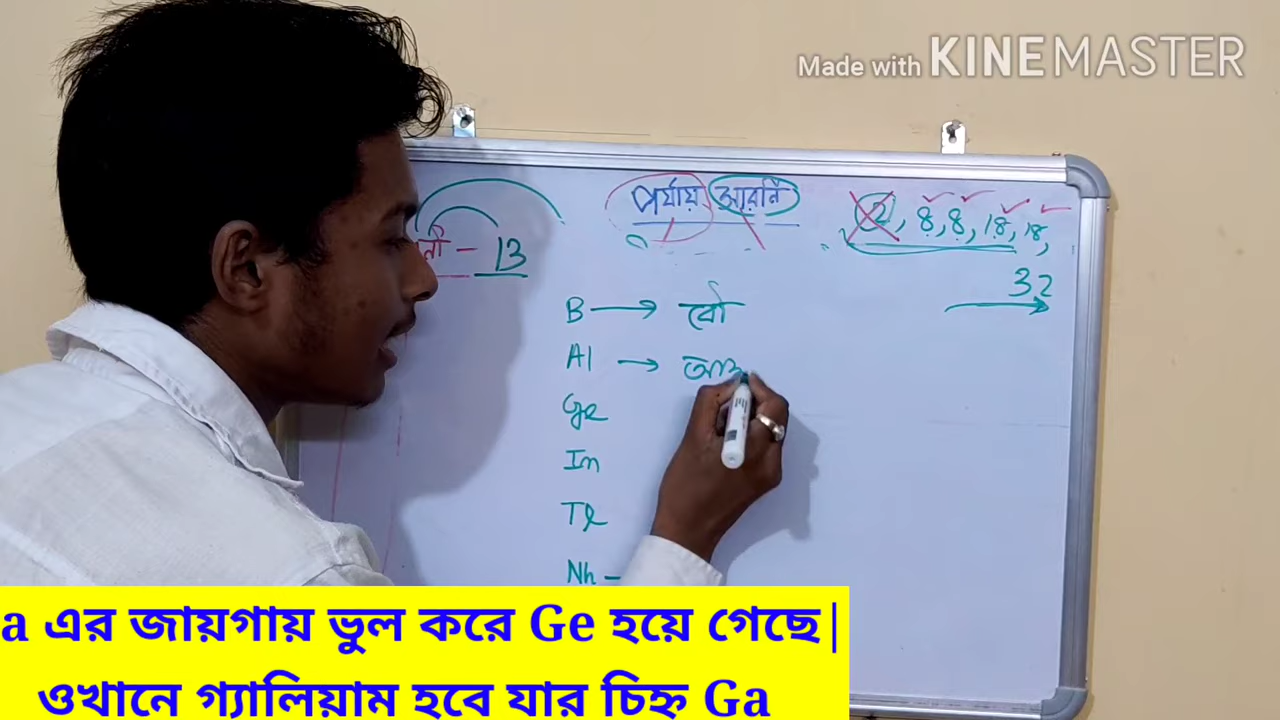 Made with KINEMASTER
পর্যায় সারনি
2, 8, 8, 18, 18,
32
নী - 13
B → বো
Al →
Ge
In
Tl
Nh -
a এর জায়গায় ভুল করে Ge হয়ে গেছে|
ওখানে গ্যালিয়াম হবে যার চিহ্ন Ga